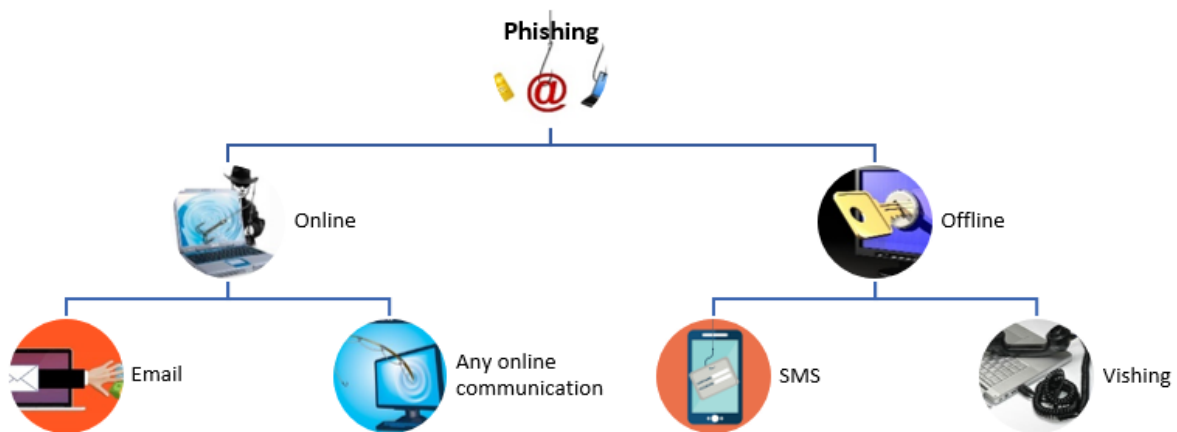 Phishing
@
Online
Offline
Email
Any online
communication
SMS
Vishing